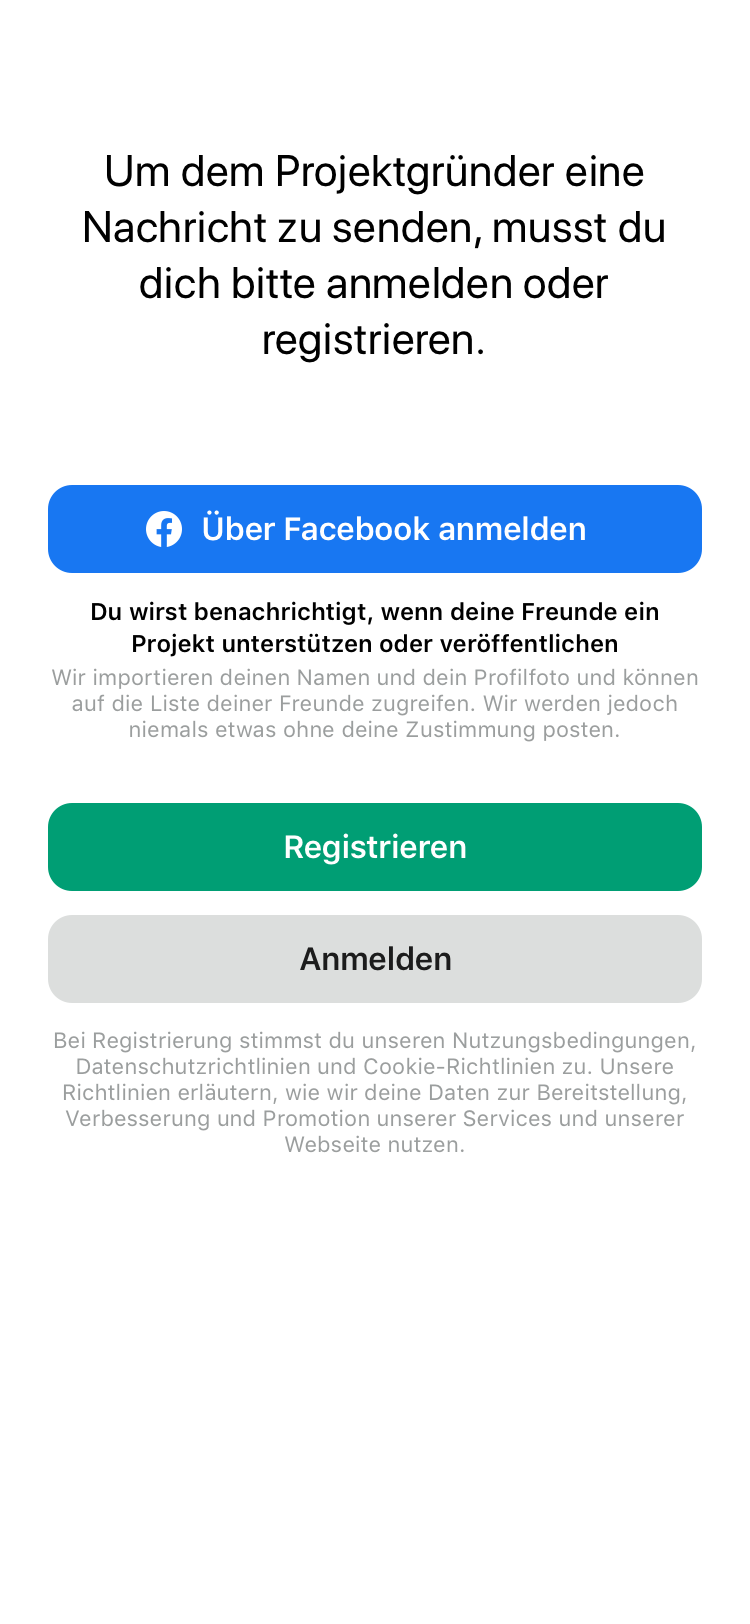 Um dem Projektgründer eine
Nachricht zu senden, musst du
dich bitte anmelden oder
registrieren.
Über Facebook anmelden
Du wirst benachrichtigt, wenn deine Freunde ein
Projekt unterstützen oder veröffentlichen
Wir importieren deinen Namen und dein Profilfoto und können
auf die Liste deiner Freunde zugreifen. Wir werden jedoch
niemals etwas ohne deine Zustimmung posten.
Registrieren
Anmelden
Bei Registrierung stimmst du unseren Nutzungsbedingungen,
Datenschutzrichtlinien und Cookie-Richtlinien zu. Unsere
Richtlinien erläutern, wie wir deine Daten zur Bereitstellung,
Verbesserung und Promotion unserer Services und unserer
Webseite nutzen.